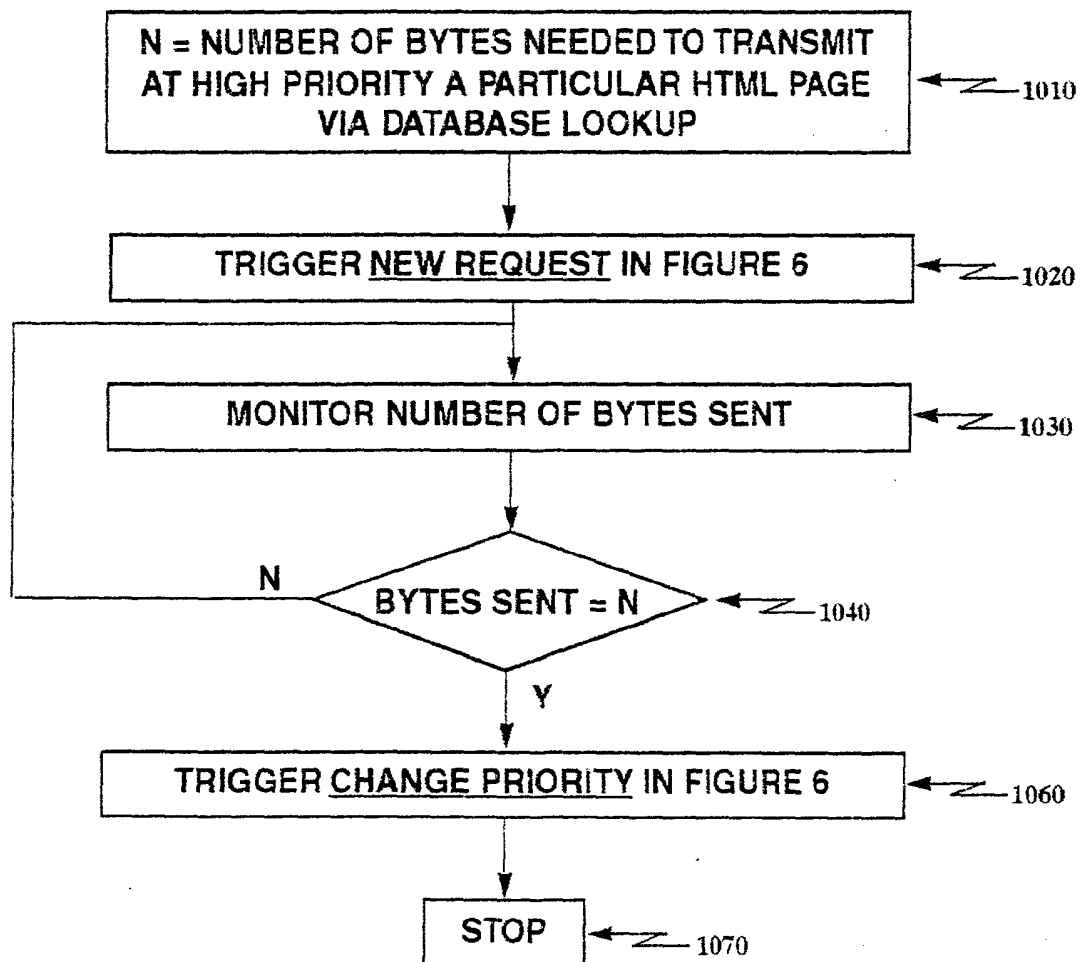 N = NUMBER OF BYTES NEEDED TO TRANSMIT
AT HIGH PRIORITY A PARTICULAR HTML PAGE
VIA DATABASE LOOKUP
1010
TRIGGER NEW REQUEST IN FIGURE 6
1020
MONITOR NUMBER OF BYTES SENT
1030
N
BYTES SENT = N
1040
Y
TRIGGER CHANGE PRIORITY IN FIGURE 6
1060
STOP
1070